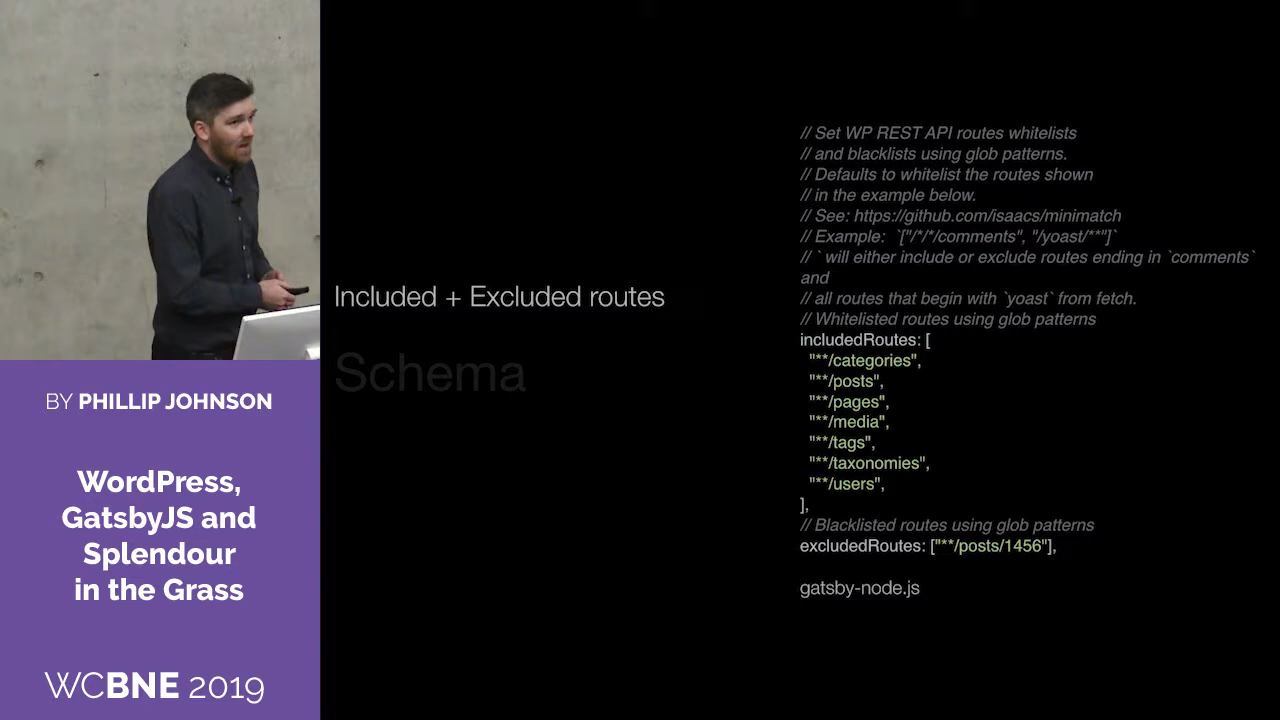 BY PHILLIP JOHNSON
WordPress,
GatsbyJS and
Splendour
in the Grass
WCBNE 2019
Included + Excluded routes
Schema
// Set WP REST API routes whitelists
// and blacklists using glob patterns.
// Defaults to whitelist the routes shown
// in the example below.
// See: https://github.com/isaacs/minimatch
// Example:  `["/*/*/comments", "/yoast/**"]`
// ` will either include or exclude routes ending in `comments`
and
// all routes that begin with `yoast` from fetch.
// Whitelisted routes using glob patterns
includedRoutes: [
"**/categories",
"**/posts",
"**/pages",
"**/media",
"**/tags",
"**/taxonomies",
"**/users",
],
// Blacklisted routes using glob patterns
excludedRoutes: ["**/posts/1456"],
gatsby-node.js